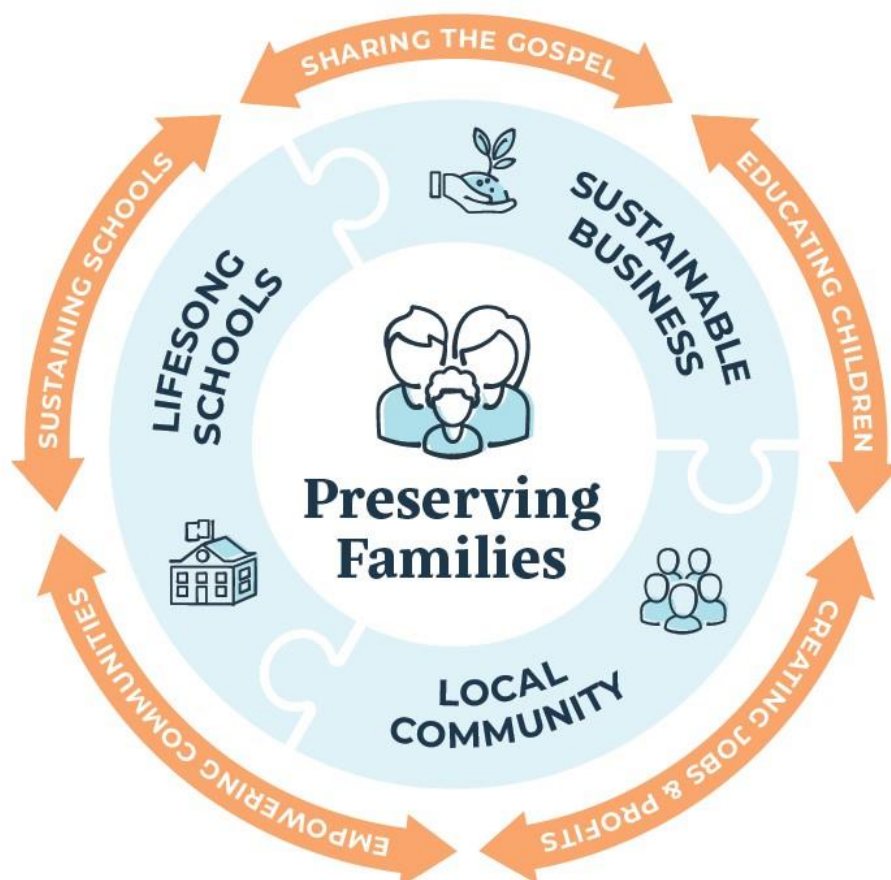 SHARING THE GOSPEL
EDUCATING CHILDREN
CREATING JOBS & PROFITS
EMPOWERING COMMUNITIES
SUSTAINING SCHOOLS
SUSTAINABLE
BUSINESS
LOCAL
COMMUNITY
LIFESONG
SCHOOLS
Preserving
Families